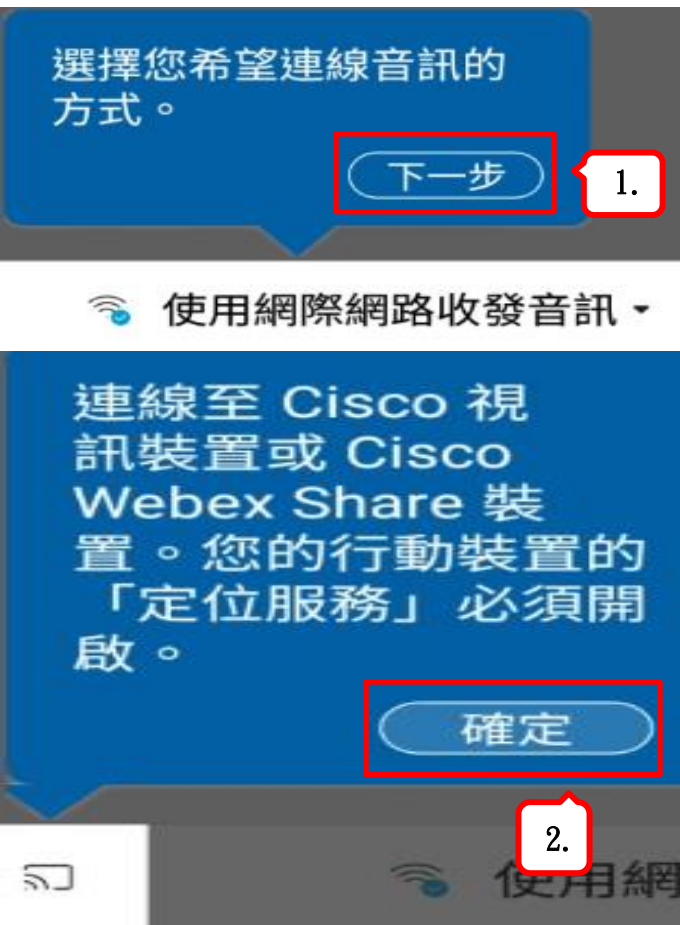 選擇您希望連線音訊的
方式。
下一步
1.
使用網際網路收發音訊
連線至 Cisco 視
訊裝置或 Cisco
Webex Share 裝
置。您的行動裝置的
「定位服務」必須開
啟。
確定
2.
使用網